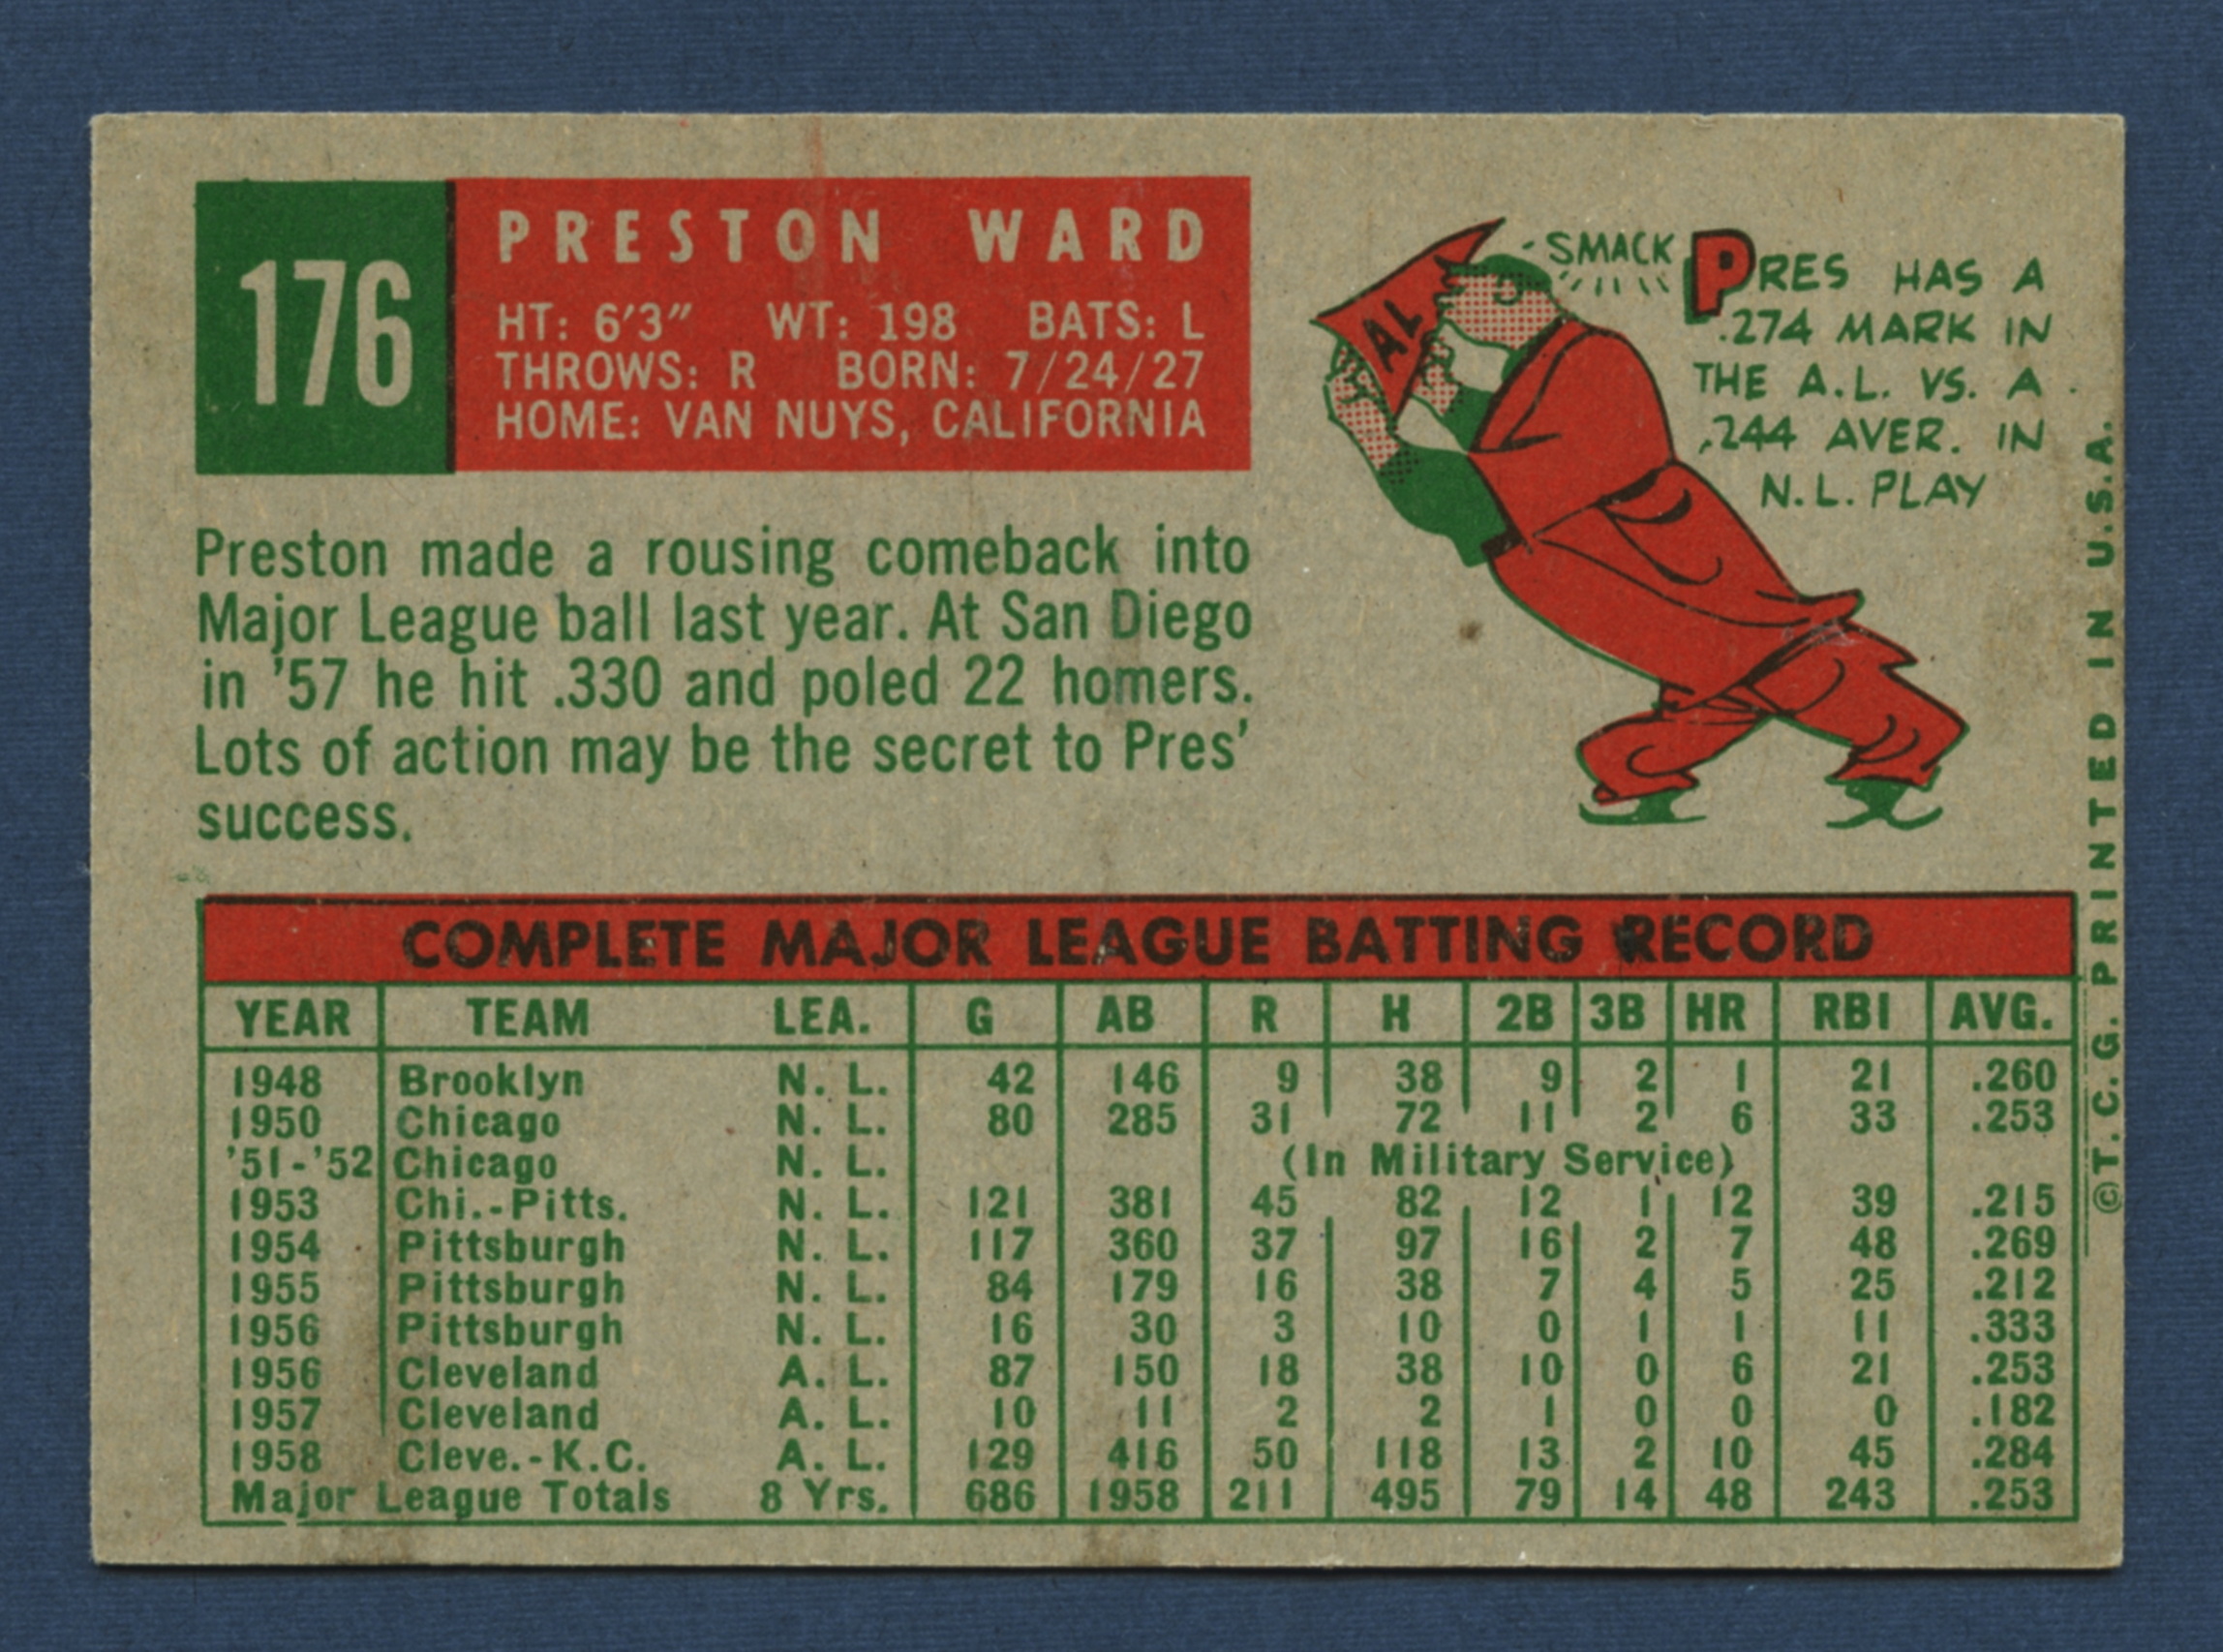 176
PRESTON WARD
HT: 6'3" WT: 198 BATS: L
THROWS: R BORN: 7/24/27
HOME: VAN NUYS, CALIFORNIA
SMACK
AL
PRES HAS A
.274 MARK IN
THE A.L. VS. A
.244 AVER. IN
N.L. PLAY
Preston made a rousing comeback into
Major League ball last year. At San Diego
in '57 he hit .330 and poled 22 homers.
Lots of action may be the secret to Pres'
success.
COMPLETE MAJOR LEAGUE BATTING RECORD
YEAR TEAM LEA. G AB R H 2B 3B HR RBI AVG.
1948 Brooklyn N. L. 42 146 9 38 9 2 1 21 .260
1950 Chicago N. L. 80 285 31 72 11 2 6 33 .253
'51-'52 Chicago N. L. (In Military Service)
1953 Chi.-Pitts. N. L. 121 381 45 82 12 1 12 39 .215
1954 Pittsburgh N. L. 117 360 37 97 16 2 7 48 .269
1955 Pittsburgh N. L. 84 179 16 38 7 4 5 25 .212
1956 Pittsburgh N. L. 16 30 3 10 0 1 1 11 .333
1956 Cleveland A. L. 87 150 18 38 10 0 6 21 .253
1957 Cleveland A. L. 10 11 2 2 1 0 0 0 .182
1958 Cleve.-K.C. A. L. 129 416 50 118 13 2 10 45 .284
Major League Totals 8 Yrs. 686 1958 211 495 79 14 48 243 .253
©T.C.G. PRINTED IN U.S.A.